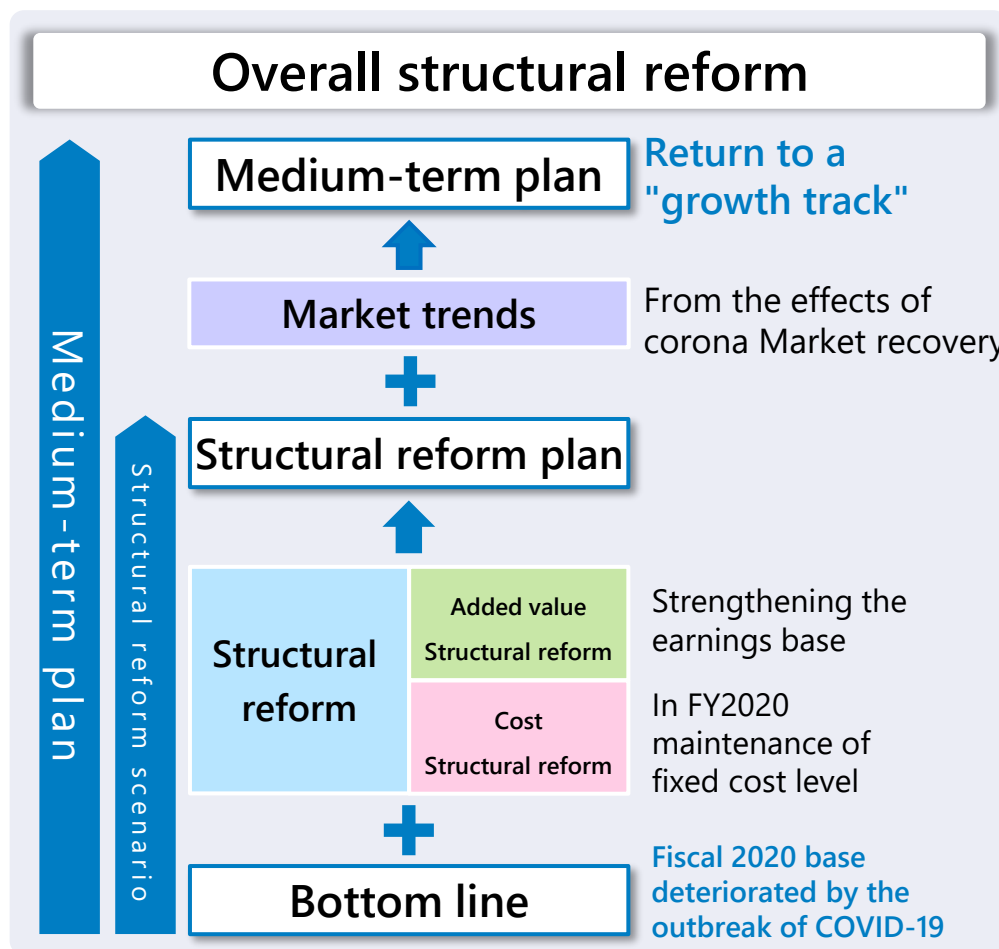 Overall structural reform
Medium-term plan
Return to a
"growth track"
Market trends
From the effects of
corona Market recovery
Structural reform plan
Structural
reform
Added value
Structural reform
Strengthening the
earnings base
Cost
Structural reform
In FY2020
maintenance of
fixed cost level
Bottom line
Fiscal 2020 base
deteriorated by the
outbreak of COVID-19
Medium-term plan
Structural reform scenario